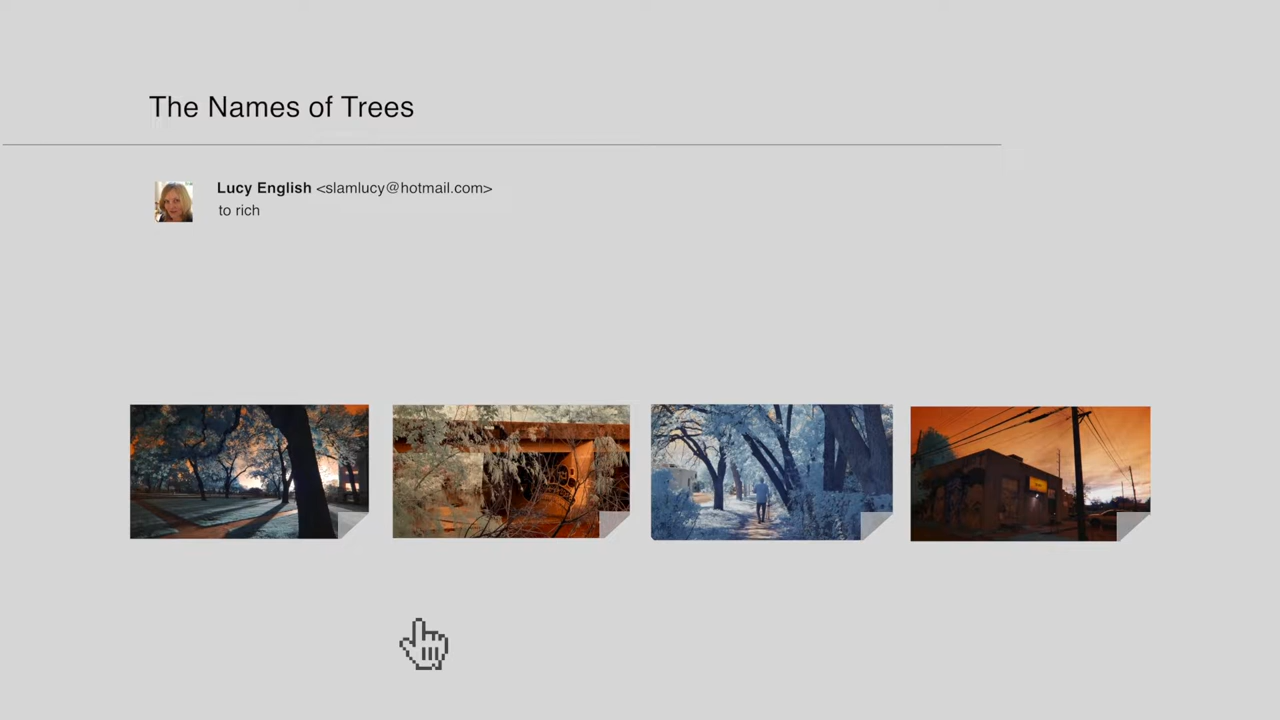 The Names of Trees
Lucy English <slamlucy@hotmail.com>
to rich